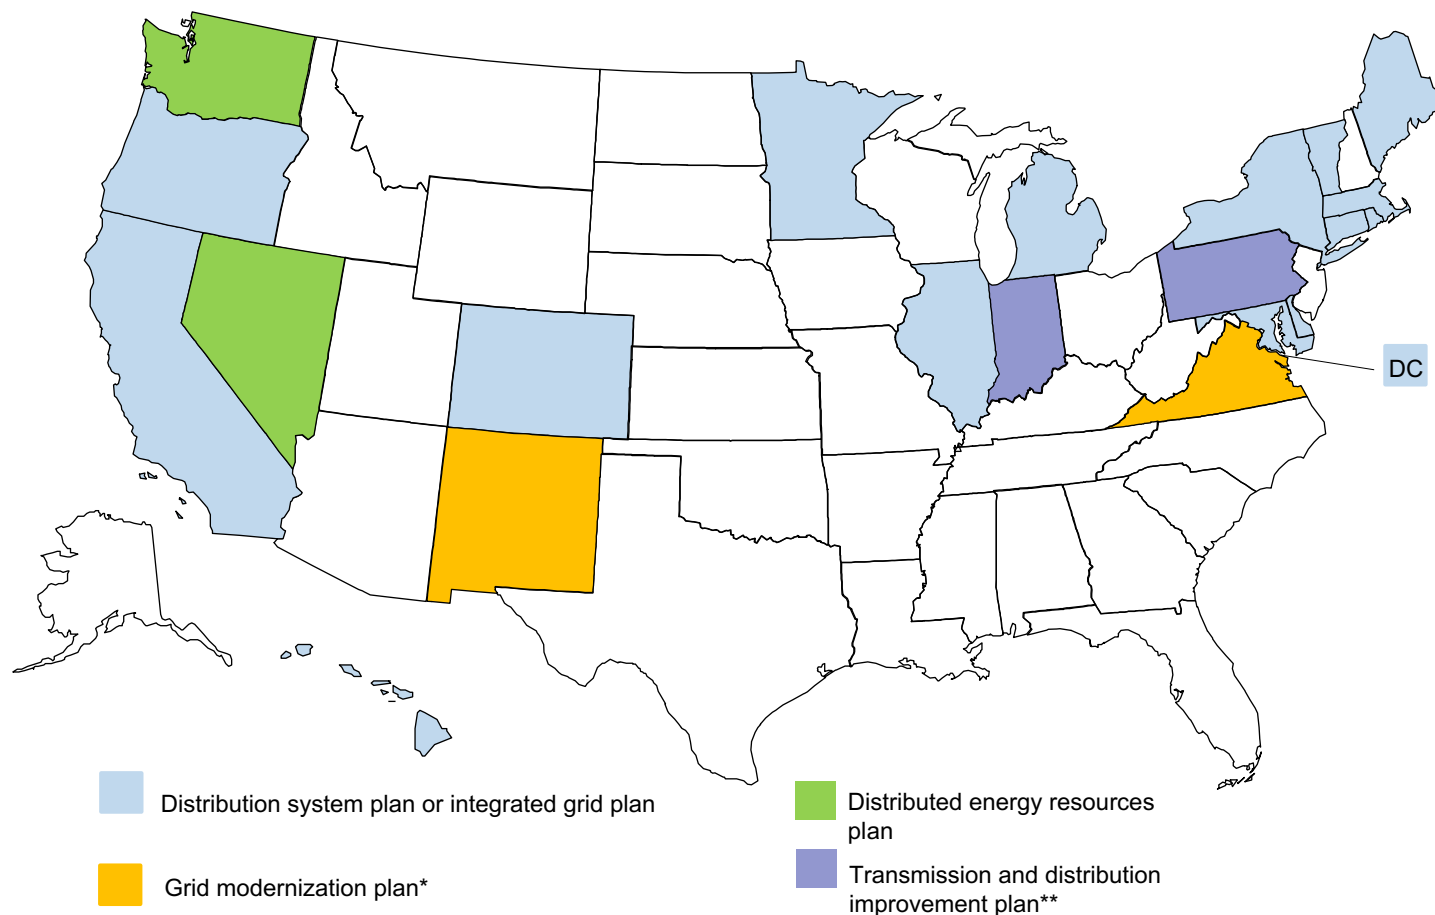 DC
Distribution system plan or integrated grid plan
Grid modernization plan*
Distributed energy resources
plan
Transmission and distribution
improvement plan**